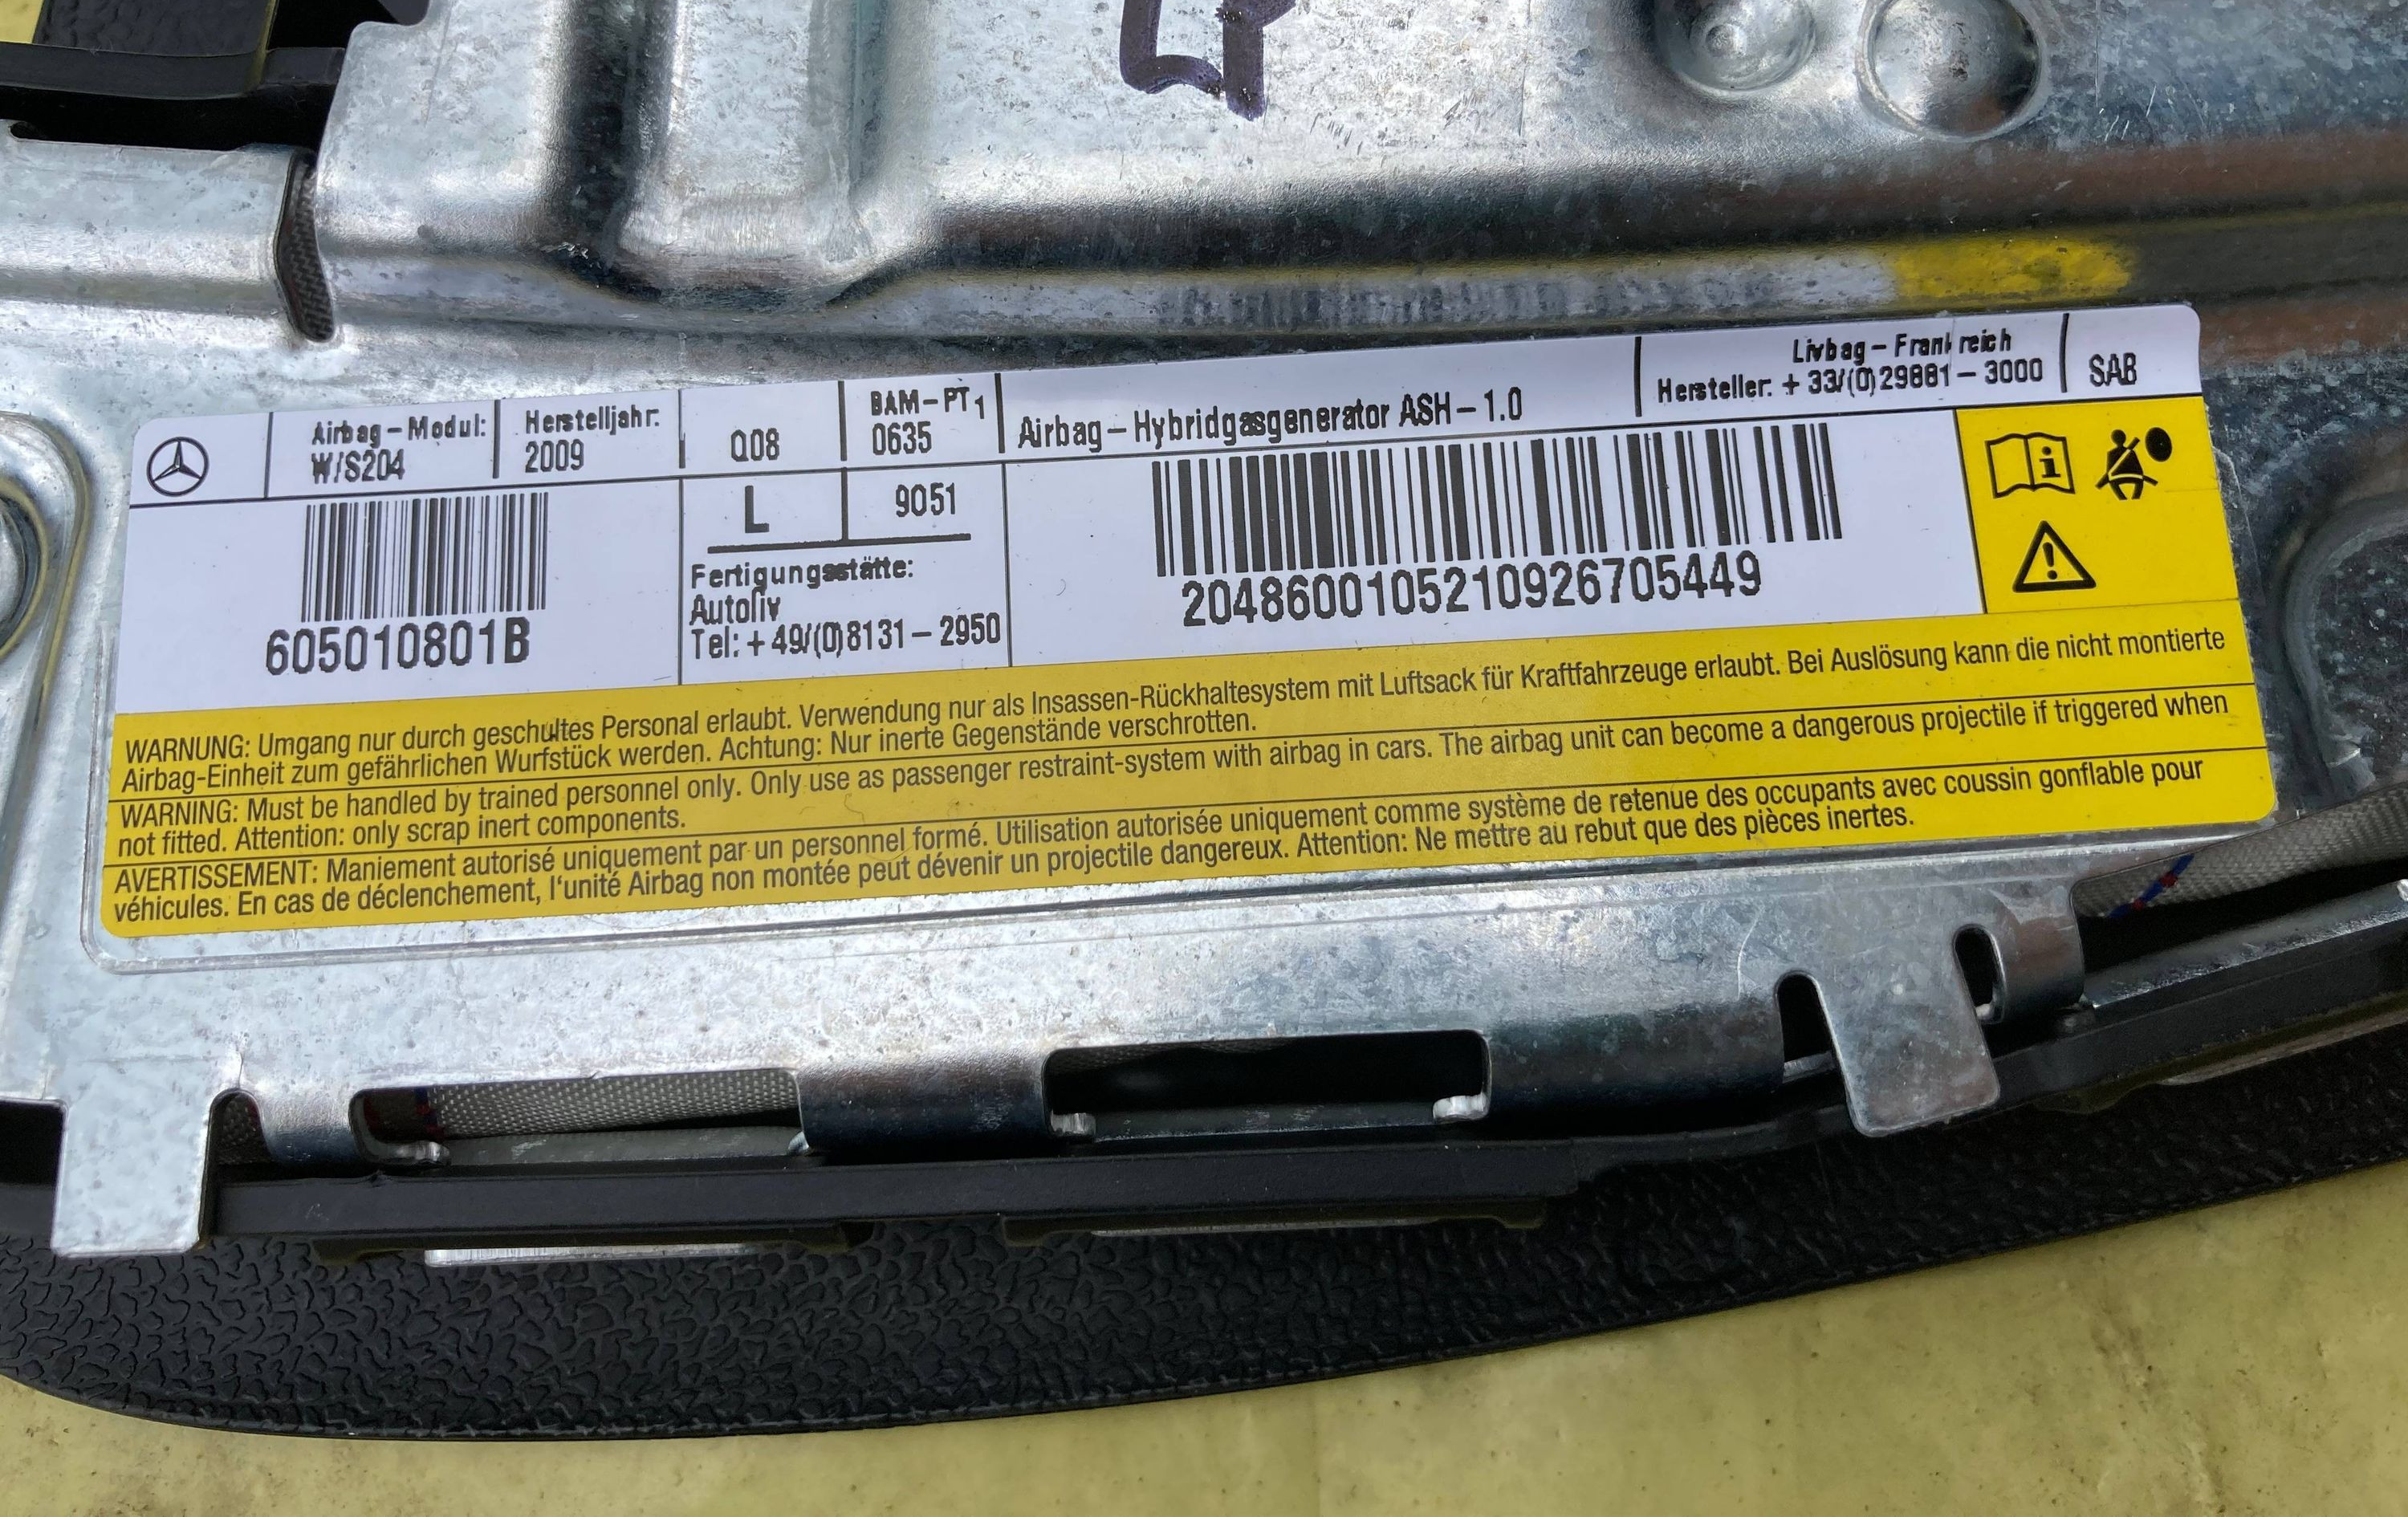 Airbag-Modul:
W/S204
Herstelljahr:
2009
Q08
BAM-PT1
0635
Airbag-Hybridgasgenerator ASH-1.0
Livbag-Frankreich
Hersteller: +33/(0)29881-3000
SAB
605010801B
L
9051
Fertigungsstätte:
Autoliv
Tel: +49/(0)8131-2950
2048600105210926705449
WARNUNG: Umgang nur durch geschultes Personal erlaubt. Verwendung nur als Insassen-Rückhaltesystem mit Luftsack für Kraftfahrzeuge erlaubt. Bei Auslösung kann die nicht montierte
Airbag-Einheit zum gefährlichen Wurfstück werden. Achtung: Nur inerte Gegenstände verschrotten.
WARNING: Must be handled by trained personnel only. Only use as passenger restraint-system with airbag in cars. The airbag unit can become a dangerous projectile if triggered when
not fitted. Attention: only scrap inert components.
AVERTISSEMENT: Maniement autorisé uniquement par un personnel formé. Utilisation autorisée uniquement comme système de retenue des occupants avec coussin gonflable pour
véhicules. En cas de déclenchement, l'unité Airbag non montée peut dévenir un projectile dangereux. Attention: Ne mettre au rebut que des pièces inertes.